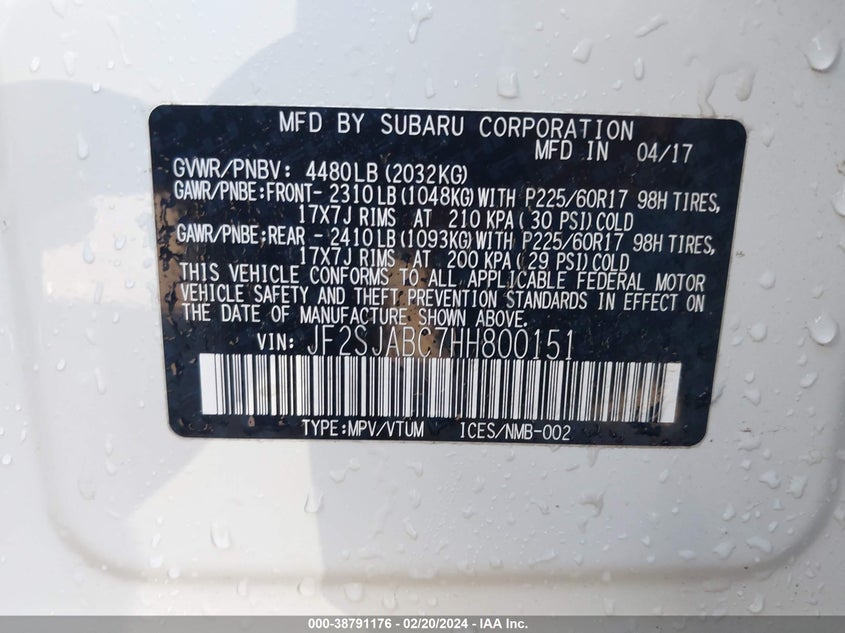 MFD BY SUBARU CORPORATION
MFD IN 04/17
GVWR/PNBV: 4480LB(2032KG)
GAWR/PNBE:FRONT- 2310LB(1048KG)WITH P225/60R17 98H TIRES,
17X7J RIMS AT 210 KPA( 30 PSI)COLD
GAWR/PNBE:REAR - 2410LB(1093KG)WITH P225/60R17 98H TIRES,
17X7J RIMS AT 200 KPA( 29 PSI)COLD
THIS VEHICLE CONFORMS TO ALL APPLICABLE FEDERAL MOTOR
VEHICLE SAFETY AND THEFT PREVENTION STANDARDS IN EFFECT ON
THE DATE OF MANUFACTURE SHOWN ABOVE.
VIN: JF2SJABC7HH800151
TYPE:MPV/VTUM ICES/NMB-002
000-38791176 - 02/20/2024 - IAA Inc.